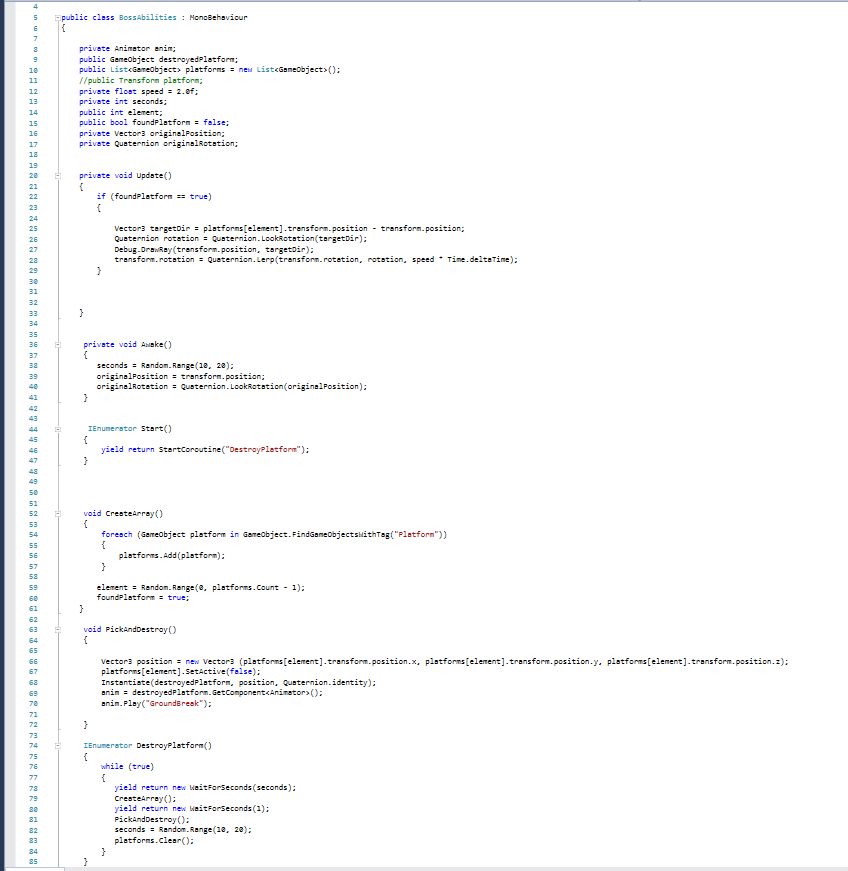 4
5 public class BossAbilities : MonoBehaviour
6 {
7
8 private Animator anim;
9 public GameObject destroyedPlatform;
10 public List<GameObject> platforms = new List<GameObject>();
11 //public Transform platform;
12 private float speed = 2.0f;
13 private int seconds;
14 public int element;
15 public bool foundPlatform = false;
16 private Vector3 originalPosition;
17 private Quaternion originalRotation;
18
19
20 private void Update()
21 {
22 if (foundPlatform == true)
23 {
24
25 Vector3 targetDir = platforms[element].transform.position - transform.position;
26 Quaternion rotation = Quaternion.LookRotation(targetDir);
27 Debug.DrawRay(transform.position, targetDir);
28 transform.rotation = Quaternion.Lerp(transform.rotation, rotation, speed * Time.deltaTime);
29 }
30
31
32
33 }
34
35
36 private void Awake()
37 {
38 seconds = Random.Range(10, 20);
39 originalPosition = transform.position;
40 originalRotation = Quaternion.LookRotation(originalPosition);
41 }
42
43
44 IEnumerator Start()
45 {
46 yield return StartCoroutine("DestroyPlatform");
47 }
48
49
50
51
52 void CreateArray()
53 {
54 foreach (GameObject platform in GameObject.FindGameObjectsWithTag("Platform"))
55 {
56 platforms.Add(platform);
57 }
58
59 element = Random.Range(0, platforms.Count - 1);
60 foundPlatform = true;
61 }
62
63 void PickAndDestroy()
64 {
65
66 Vector3 position = new Vector3 (platforms[element].transform.position.x, platforms[element].transform.position.y, platforms[element].transform.position.z);
67 platforms[element].SetActive(false);
68 Instantiate(destroyedPlatform, position, Quaternion.identity);
69 anim = destroyedPlatform.GetComponent<Animator>();
70 anim.Play("GroundBreak");
71
72 }
73
74 IEnumerator DestroyPlatform()
75 {
76 while (true)
77 {
78 yield return new WaitForSeconds(seconds);
79 CreateArray();
80 yield return new WaitForSeconds(1);
81 PickAndDestroy();
82 seconds = Random.Range(10, 20);
83 platforms.Clear();
84 }
85 }